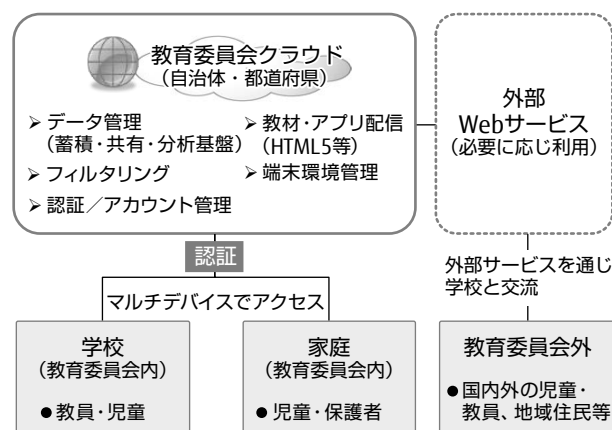 教育委員会クラウド
(自治体・都道府県)
➢ データ管理
(蓄積・共有・分析基盤)
➢ フィルタリング
➢ 認証／アカウント管理
➢ 教材・アプリ配信
(HTML5等)
➢ 端末環境管理
外部
Webサービス
(必要に応じ利用)
認証
マルチデバイスでアクセス
外部サービスを通じ
学校と交流
学校
(教育委員会内)
●教員・児童
家庭
(教育委員会内)
●児童・保護者
教育委員会外
●国内外の児童・
教員、地域住民等